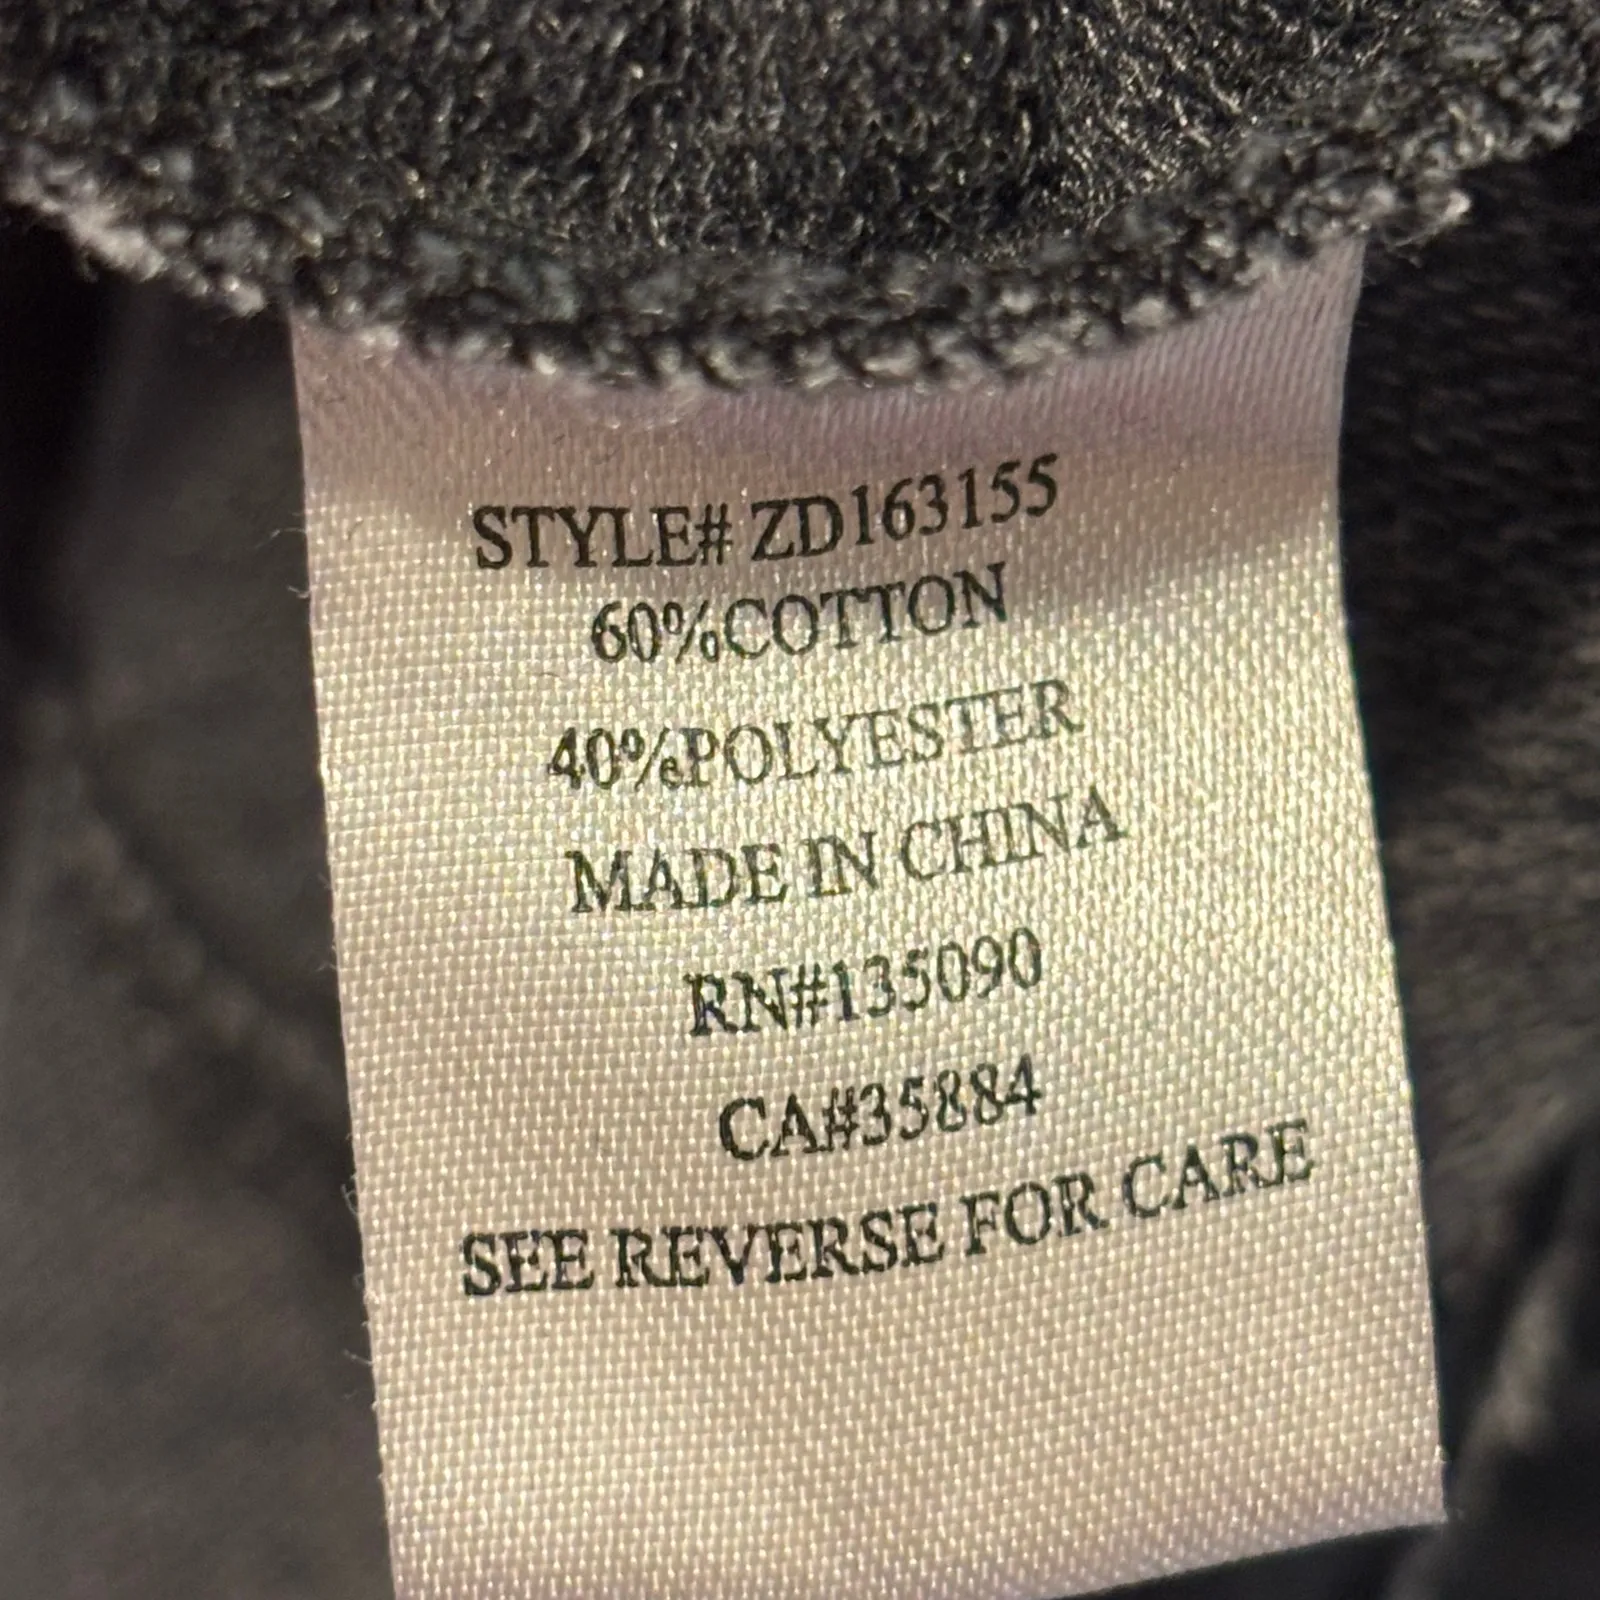 STYLE# ZD163155
60%COTTON
40%POLYESTER
MADE IN CHINA
RN#135090
CA#35884
SEE REVERSE FOR CARE